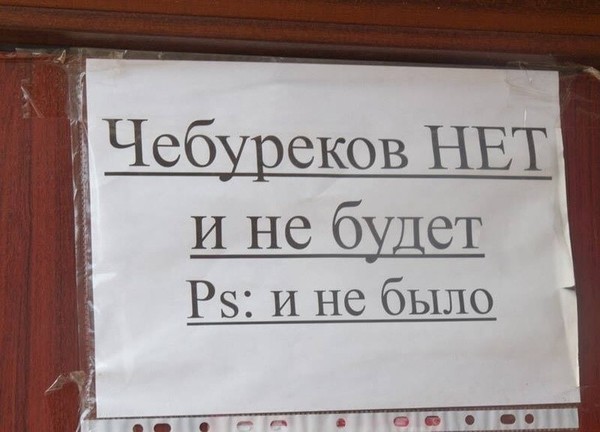 Чебуреков НЕТ
и не будет
Ps: и не было